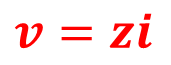 v = zi